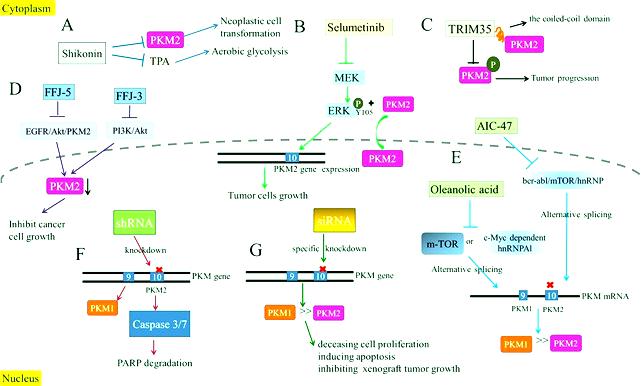 Cytoplasm
A
Shikonin
PKM2
TPA
Neoplastic cell
transformation
Aerobic glycolysis
B
Selumetinib
MEK
ERK
P
Y105
+
PKM2
PKM2
10
PKM2 gene expression
Tumor cells growth
C
TRIM35
the coiled-coil domain
PKM2
P
PKM2
Tumor progression
D
FFJ-5
FFJ-3
EGFR/Akt/PKM2
PI3K/Akt
PKM2
Inhibit cancer
cell growth
E
AIC-47
bcr-abl/mTOR/hnRNP
Oleanolic acid
Alternative splicing
m-TOR
or
c-Myc dependent
hnRNPAl
Alternative splicing
9
10
PKM mRNA
PKM1
PKM2
PKM1
>>
PKM2
F
shRNA
knockdown
9
10
PKM gene
PKM2
PKM1
Caspase 3/7
PARP degradation
G
siRNA
specific knockdown
9
10
PKM gene
PKM1
>>
PKM2
deceasing cell proliferation
inducing apoptosis
inhibiting xenograft tumor growth
Nucleus